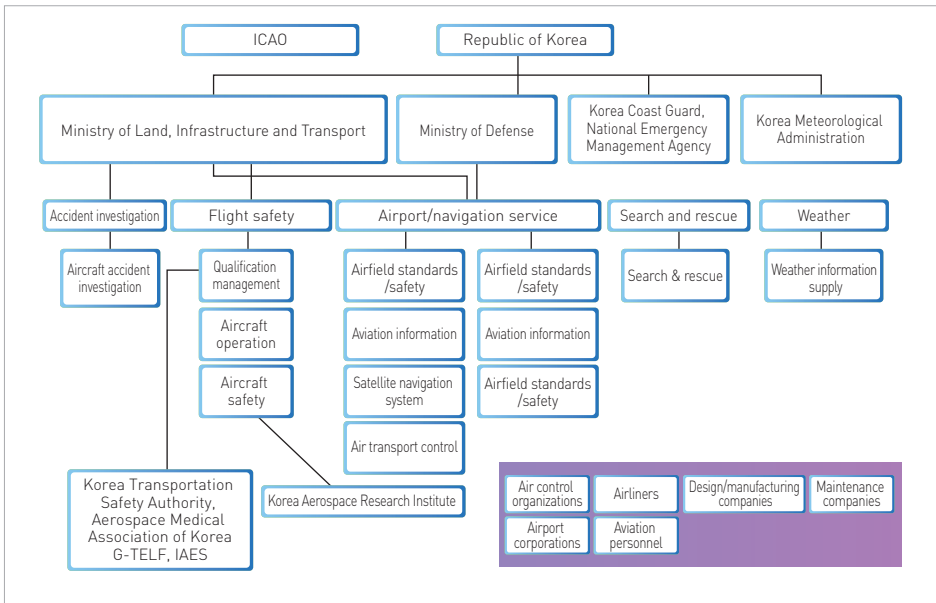 ICAO
Republic of Korea
Ministry of Land, Infrastructure and Transport
Ministry of Defense
Korea Coast Guard,
National Emergency
Management Agency
Korea Meteorological
Administration
Accident investigation
Flight safety
Airport/navigation service
Search and rescue
Weather
Aircraft accident
investigation
Qualification
management
Airfield standards
/safety
Airfield standards
/safety
Search & rescue
Weather information
supply
Aircraft
operation
Aviation information
Aviation information
Aircraft
safety
Satellite navigation
system
Airfield standards
/safety
Air transport control
Korea Transportation
Safety Authority,
Aerospace Medical
Association of Korea
G-TELF, IAES
Korea Aerospace Research Institute
Air control
organizations
Airliners
Design/manufacturing
companies
Maintenance
companies
Airport
corporations
Aviation
personnel